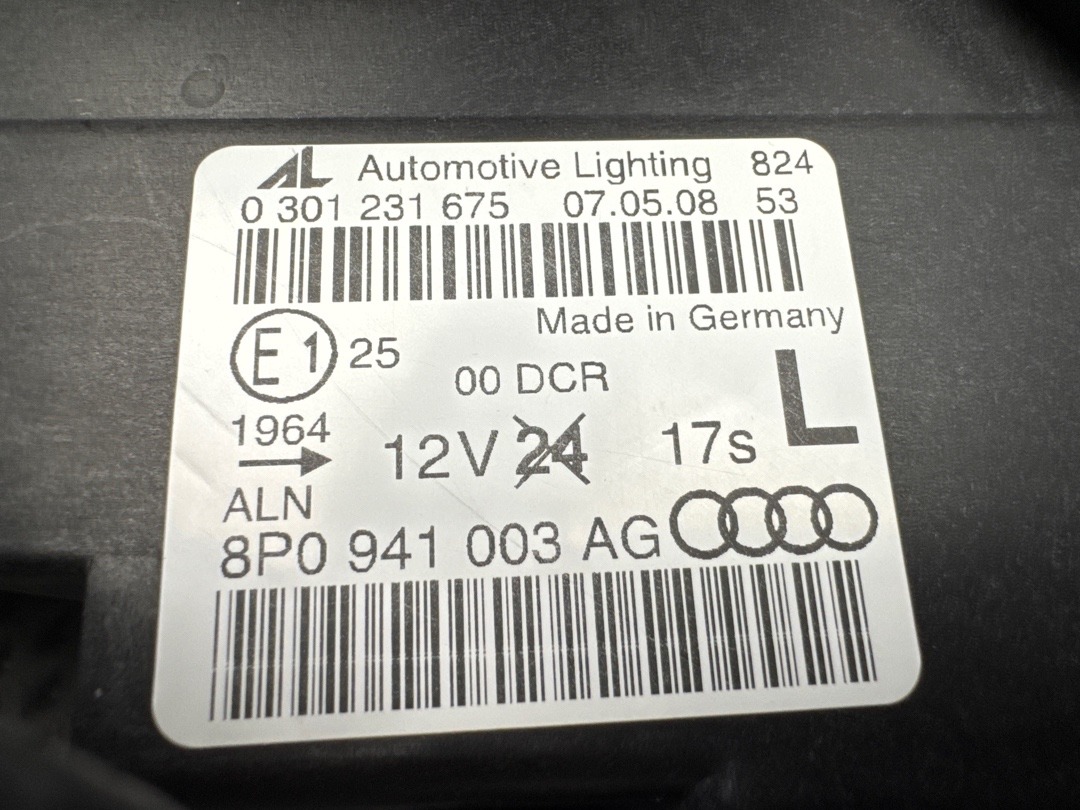 AL Automotive Lighting 824
0 301 231 675 07.05.08 53
Made in Germany
E1 25
00 DCR
L
1964
12V 24 17s
ALN
8P0 941 003 AG